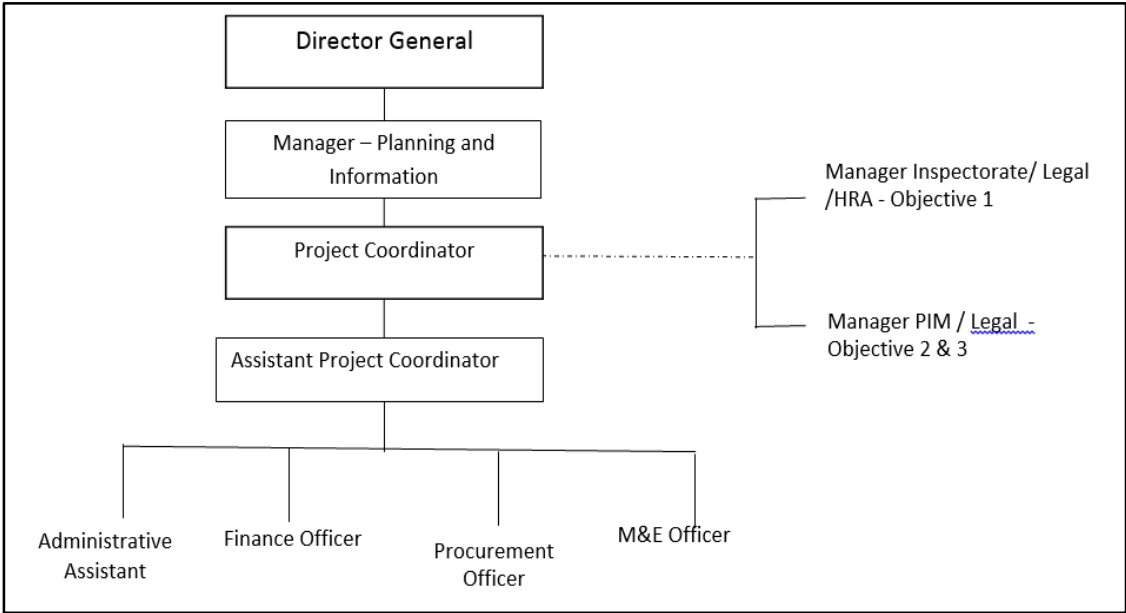 Director General
Manager – Planning and
Information
Project Coordinator
Assistant Project Coordinator
Manager Inspectorate/ Legal
/HRA - Objective 1
Manager PIM / Legal -
Objective 2 & 3
Administrative
Assistant
Finance Officer
Procurement
Officer
M&E Officer